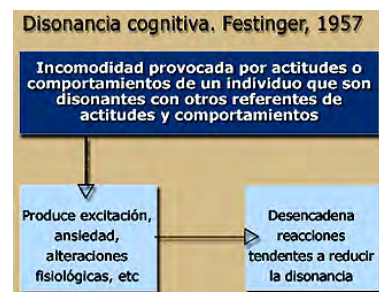 Disonancia cognitiva. Festinger, 1957
Incomodidad provocada por actitudes o
comportamientos de un individuo que son
disonantes con otros referentes de
actitudes y comportamientos
Produce excitación,
ansiedad,
alteraciones
fisiológicas, etc
Desencadena
reacciones
tendentes a reducir
la disonancia